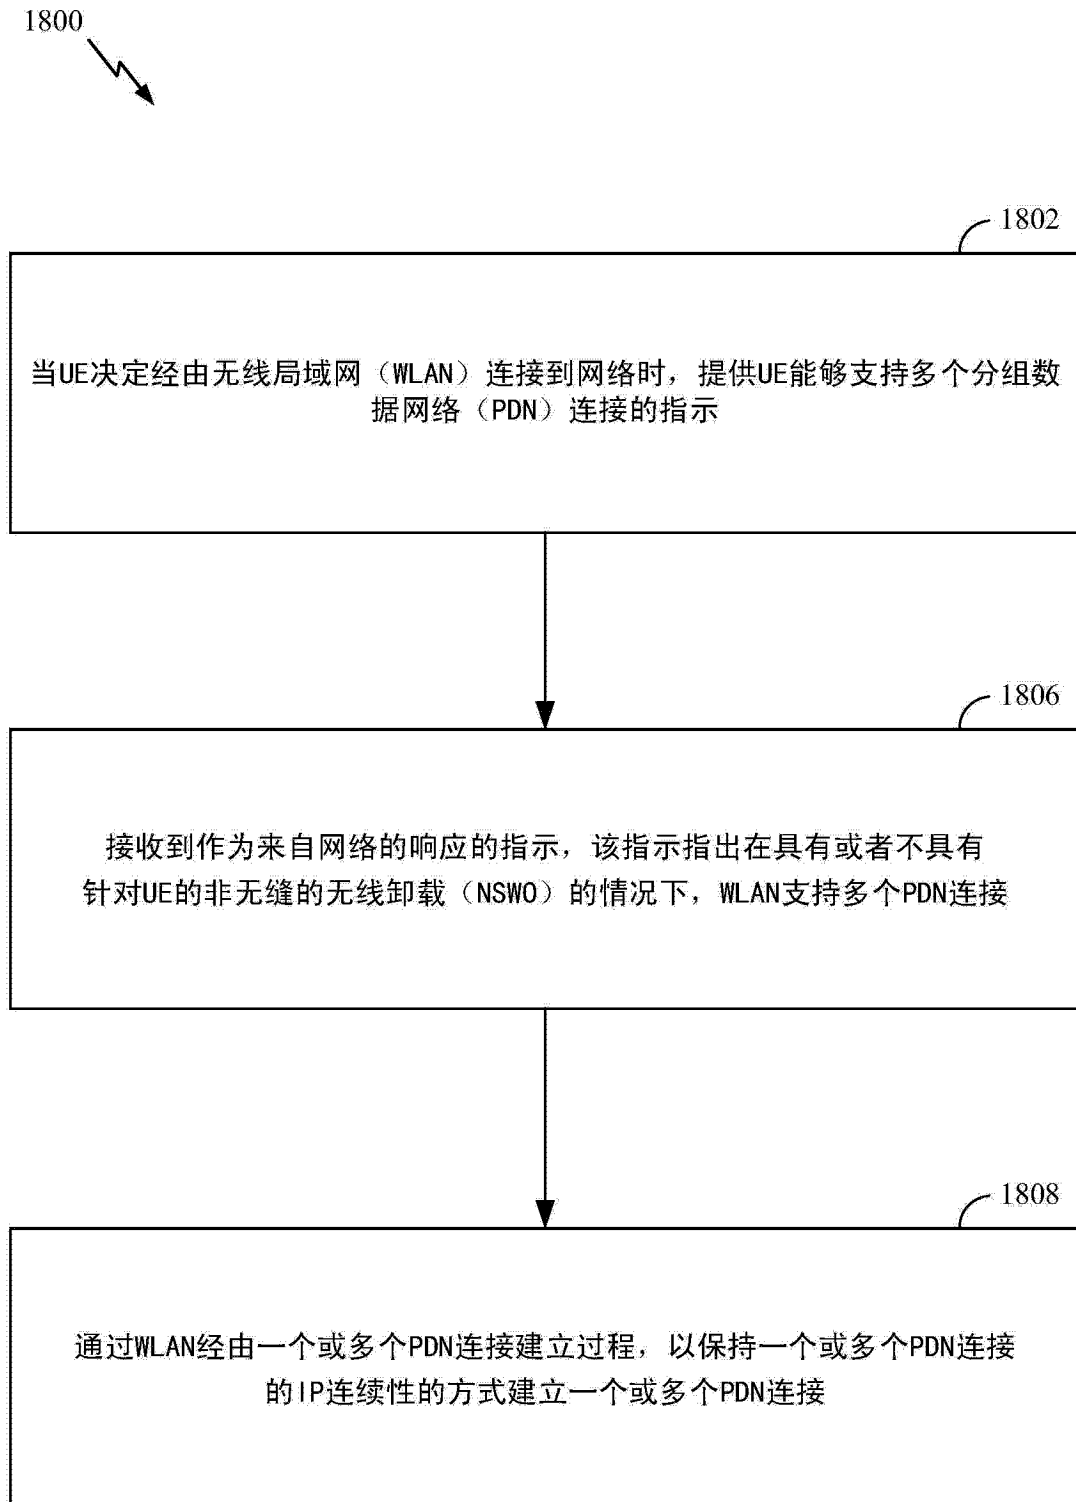 1800
1802
当UE决定经由无线局域网（WLAN）连接到网络时，提供UE能够支持多个分组数
据网络（PDN）连接的指示
1806
接收到作为来自网络的响应的指示，该指示指出在具有或者不具有
针对UE的非无缝的无线卸载（NSWO）的情况下，WLAN支持多个PDN连接
1808
通过WLAN经由一个或多个PDN连接建立过程，以保持一个或多个PDN连接
的IP连续性的方式建立一个或多个PDN连接